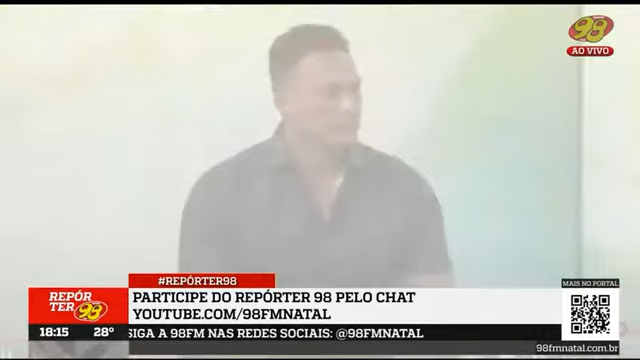 98
AO VIVO
#REPÓRTER98
MAIS NO PORTAL
REPÓR
TER 98
PARTICIPE DO REPÓRTER 98 PELO CHAT
YOUTUBE.COM/98FMNATAL
18:15 28° SIGA A 98FM NAS REDES SOCIAIS: @98FMNATAL
98fmnatal.com.br